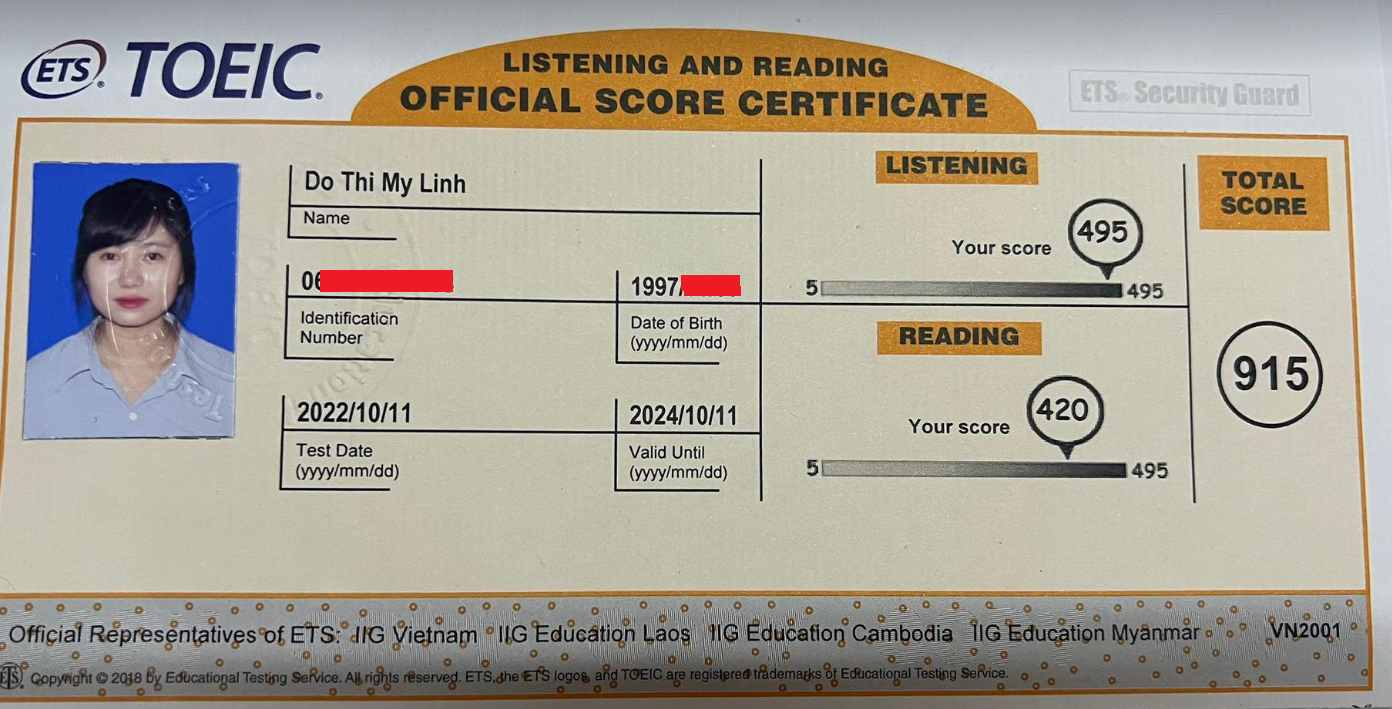 ETS® TOEIC®
LISTENING AND READING
OFFICIAL SCORE CERTIFICATE
ETS® Security Guard
Do Thi My Linh
Name
06
Identification
Number
1997/
Date of Birth
(yyyy/mm/dd)
2022/10/11
Test Date
(yyyy/mm/dd)
2024/10/11
Valid Until
(yyyy/mm/dd)
LISTENING
Your score
495
5
495
READING
Your score
420
5
495
TOTAL
SCORE
915
Official Representatives of ETS: IIG Vietnam IIG Education Laos IIG Education Cambodia IIG Education Myanmar VN2001
ETS. Copyright © 2018 by Educational Testing Service. All rights reserved. ETS, the ETS logos, and TOEIC are registered trademarks of Educational Testing Service.